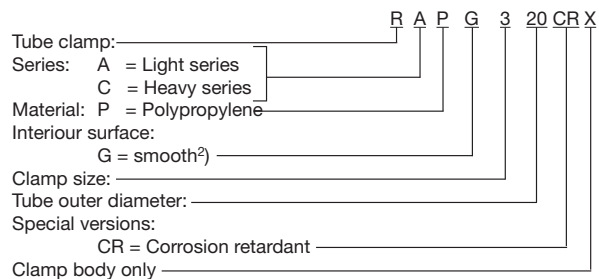 R A P G 3 20 CR X
Tube clamp:
Series: A = Light series
C = Heavy series
Material: P = Polypropylene
Interiour surface:
G = smooth²)
Clamp size:
Tube outer diameter:
Special versions:
CR = Corrosion retardant
Clamp body only